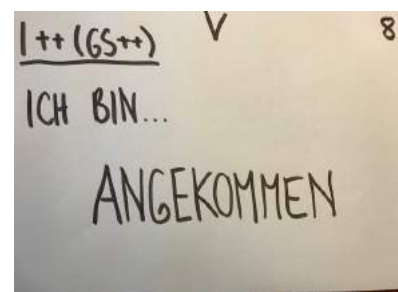 I++ (GS++) V 8
ICH BIN...
ANGEKOMMEN